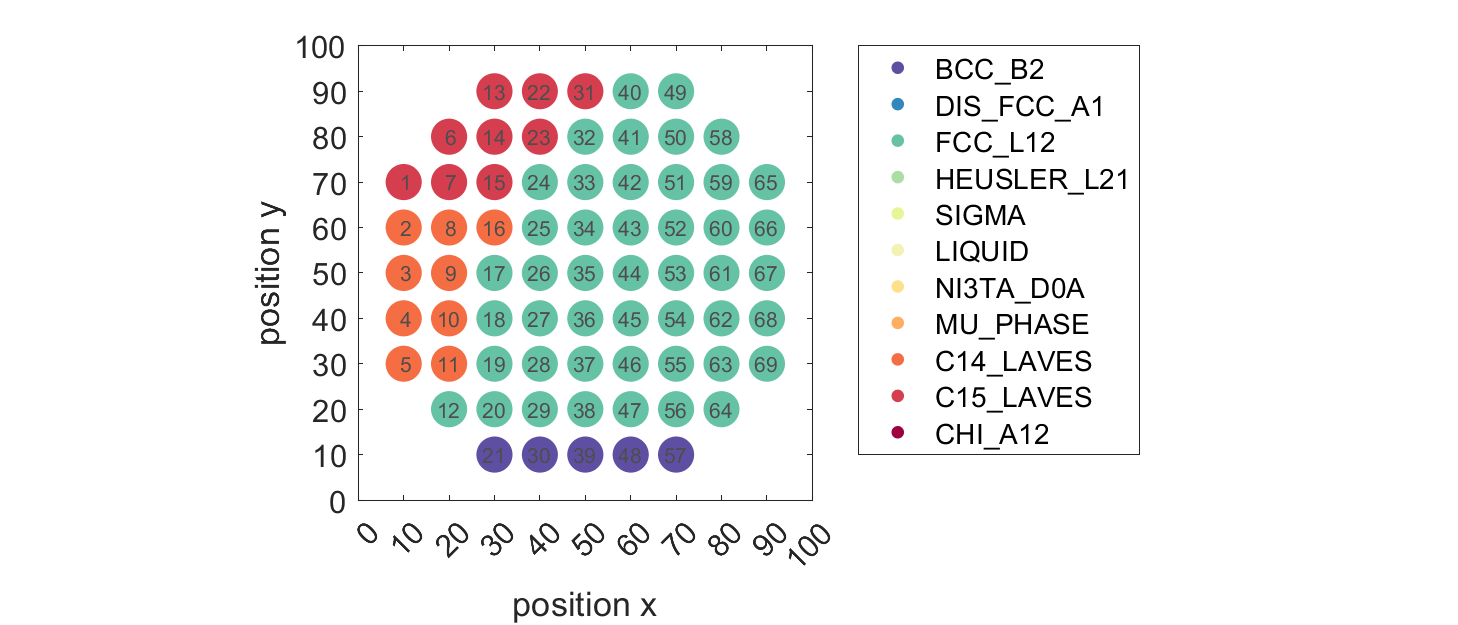 100
90
80
70
60
50
40
30
20
10
0
position y
13 22 31 40 49
6 14 23 32 41 50 58
1 7 15 24 33 42 51 59 65
2 8 16 25 34 43 52 60 66
3 9 17 26 35 44 53 61 67
4 10 18 27 36 45 54 62 68
5 11 19 28 37 46 55 63 69
12 20 29 38 47 56 64
21 30 39 48 57
0 10 20 30 40 50 60 70 80 90 100
position x
BCC_B2
DIS_FCC_A1
FCC_L12
HEUSLER_L21
SIGMA
LIQUID
NI3TA_D0A
MU_PHASE
C14_LAVES
C15_LAVES
CHI_A12